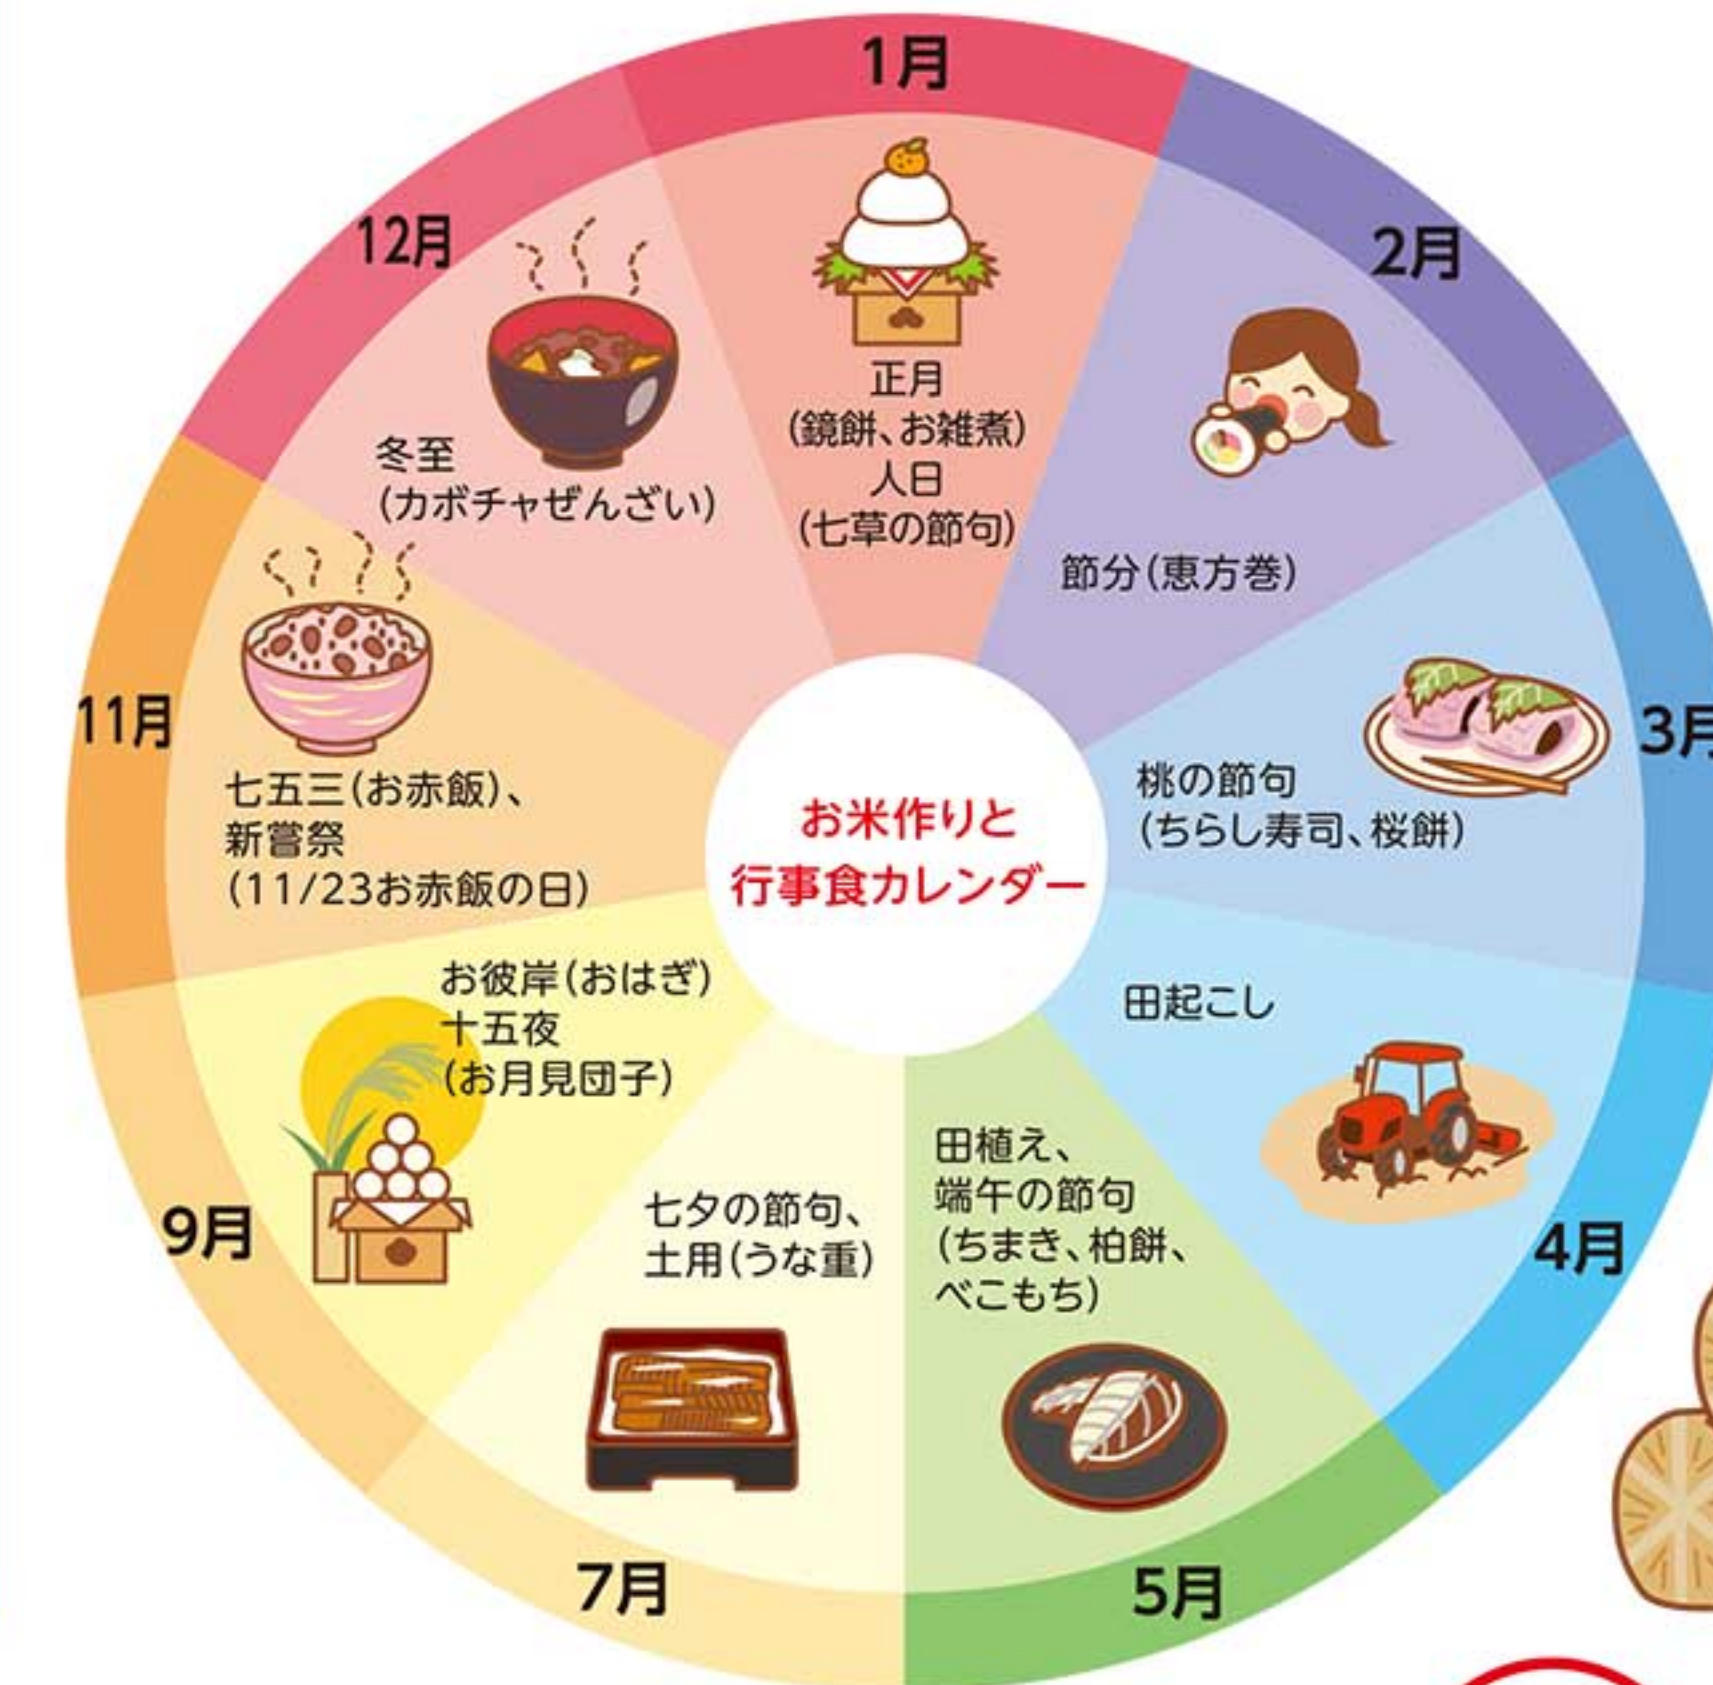 お米作りと
行事食カレンダー
1月
正月
(鏡餅、お雑煮)
人日
(七草の節句)
2月
節分(恵方巻)
3月
桃の節句
(ちらし寿司、桜餅)
4月
田起こし
5月
田植え、
端午の節句
(ちまき、柏餅、
べこもち)
7月
七夕の節句、
土用(うな重)
9月
お彼岸(おはぎ)
十五夜
(お月見団子)
11月
七五三(お赤飯)、
新嘗祭
(11/23お赤飯の日)
12月
冬至
(カボチャぜんざい)